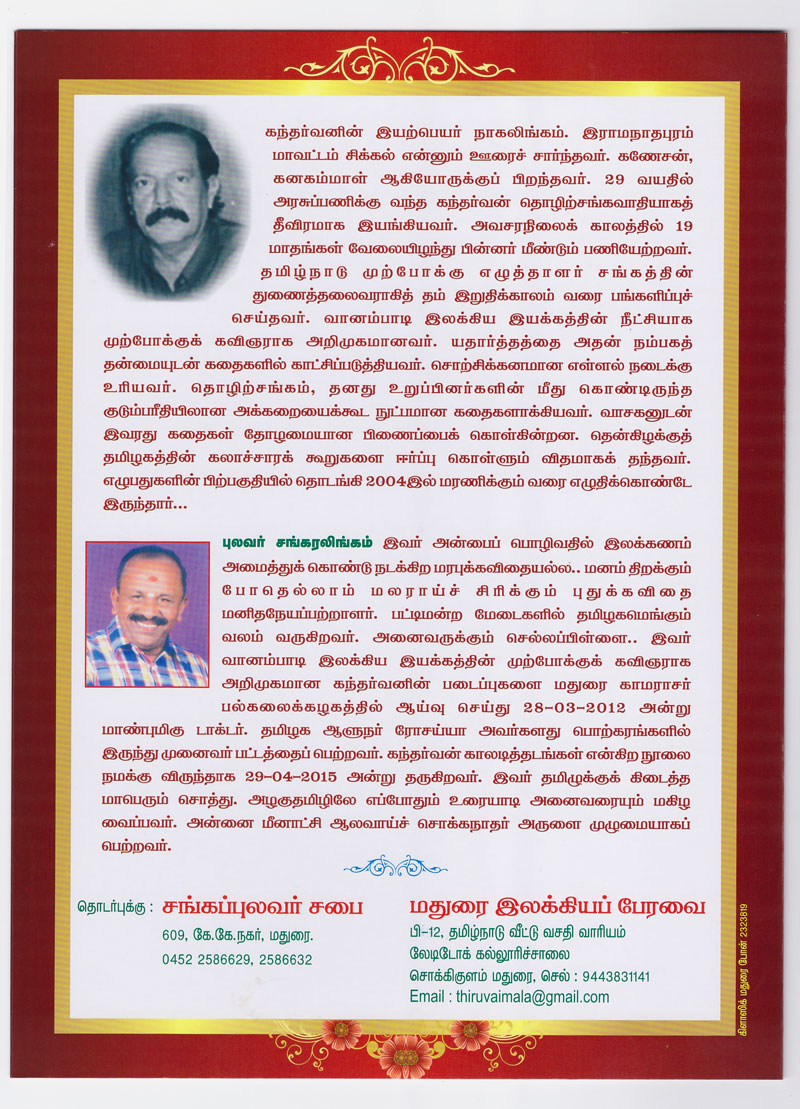 கந்தர்வனின் இயற்பெயர் நாகலிங்கம். இராமநாதபுரம்
மாவட்டம் சிக்கல் என்னும் ஊரைச் சார்ந்தவர். கணேசன்,
கனகம்மாள் ஆகியோருக்குப் பிறந்தவர். 29 வயதில்
அரசுப்பணிக்கு வந்த கந்தர்வன் தொழிற்சங்கவாதியாகத்
தீவிரமாக இயங்கியவர். அவசரநிலைக் காலத்தில் 19
மாதங்கள் வேலையிழந்து பின்னர் மீண்டும் பணியேற்றவர்.
தமிழ்நாடு முற்போக்கு எழுத்தாளர் சங்கத்தின்
துணைத்தலைவராகித் தம் இறுதிக்காலம் வரை பங்களிப்புச்
செய்தவர். வானம்பாடி இலக்கிய இயக்கத்தின் நீட்சியாக
முற்போக்குக் கவிஞராக அறிமுகமானவர். யதார்த்தத்தை அதன் நம்பகத்
தன்மையுடன் கதைகளில் காட்சிப்படுத்தியவர். சொற்சிக்கனமான எள்ளல் நடைக்கு
உரியவர். தொழிற்சங்கம், தனது உறுப்பினர்களின் மீது கொண்டிருந்த
குடும்பரீதியிலான அக்கறையைக்கூட நுட்பமான கதைகளாக்கியவர். வாசகனுடன்
இவரது கதைகள் தோழமையான பிணைப்பைக் கொள்கின்றன. தென்கிழக்குத்
தமிழகத்தின் கலாச்சாரக் கூறுகளை ஈர்ப்பு கொள்ளும் விதமாகத் தந்தவர்.
எழுபதுகளின் பிற்பகுதியில் தொடங்கி 2004இல் மரணிக்கும் வரை எழுதிக்கொண்டே
இருந்தார்...
புலவர் சங்கரலிங்கம் இவர் அன்பைப் பொழிவதில் இலக்கணம்
அமைத்துக் கொண்டு நடக்கிற மரபுக்கவிதையல்ல.. மனம் திறக்கும்
போதெல்லாம் மலராய்ச் சிரிக்கும் புதுக்கவிதை
மனிதநேயப்பற்றாளர். பட்டிமன்ற மேடைகளில் தமிழகமெங்கும்
வலம் வருகிறவர். அனைவருக்கும் செல்லப்பிள்ளை.. இவர்
வானம்பாடி இலக்கிய இயக்கத்தின் முற்போக்குக் கவிஞராக
அறிமுகமான கந்தர்வனின் படைப்புகளை மதுரை காமராசர்
பல்கலைக்கழகத்தில் ஆய்வு செய்து 28-03-2012 அன்று
மாண்புமிகு டாக்டர். தமிழக ஆளுநர் ரோசய்யா அவர்களது பொற்கரங்களில்
இருந்து முனைவர் பட்டத்தைப் பெற்றவர். கந்தர்வன் காலடித்தடங்கள் என்கிற நூலை
நமக்கு விருந்தாக 29-04-2015 அன்று தருகிறவர். இவர் தமிழுக்குக் கிடைத்த
மாபெரும் சொத்து. அழகுதமிழிலே எப்போதும் உரையாடி அனைவரையும் மகிழ
வைப்பவர். அன்னை மீனாட்சி ஆலவாய்ச் சொக்கநாதர் அருளை முழுமையாகப்
பெற்றவர்.
தொடர்புக்கு : சங்கப்புலவர் சபை
609, கே.கே.நகர், மதுரை.
0452 2586629, 2586632
மதுரை இலக்கியப் பேரவை
பி-12, தமிழ்நாடு வீட்டு வசதி வாரியம்
லேடிடோக் கல்லூரிச்சாலை
சொக்கிகுளம் மதுரை, செல் : 9443831141
Email : thiruvaimala@gmail.com
கிளாஸிக் மதுரை போன் 2323819